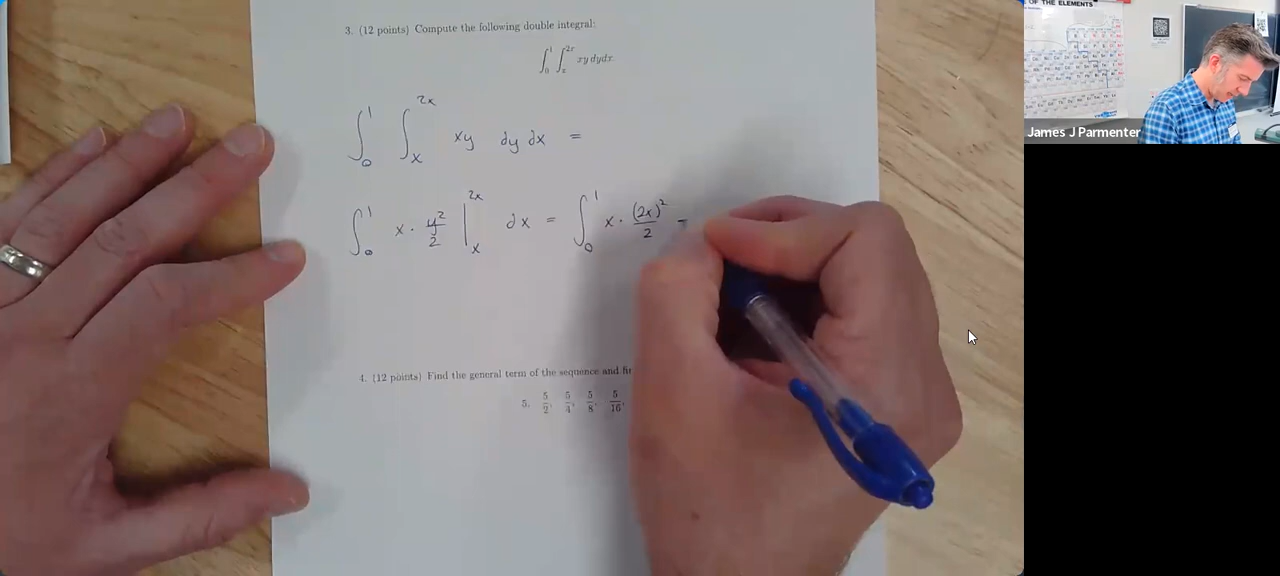 3. (12 points) Compute the following double integral:
∫₀¹ ∫ₓ²ˣ xy dydx.
∫₀¹ ∫ₓ²ˣ xy dy dx =
∫₀¹ x · y²/2 |ₓ²ˣ dx = ∫₀¹ x · (2x)²/2 -
4. (12 points) Find the general term of the sequence and
5, 5/2, 5/4, 5/8, 5/16,
OF THE ELEMENTS
James J Parmenter